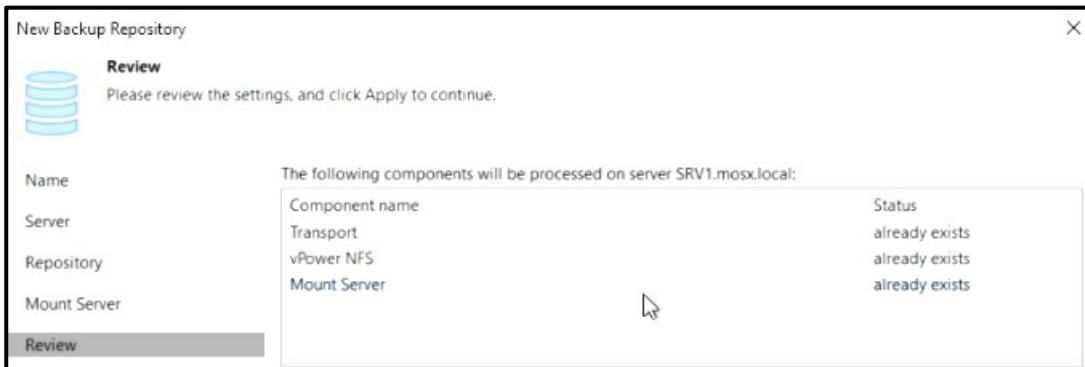 New Backup Repository
Review
Please review the settings, and click Apply to continue.
Name
Server
Repository
Mount Server
Review
The following components will be processed on server SRV1.mosx.local:
Component name Status
Transport already exists
vPower NFS already exists
Mount Server already exists